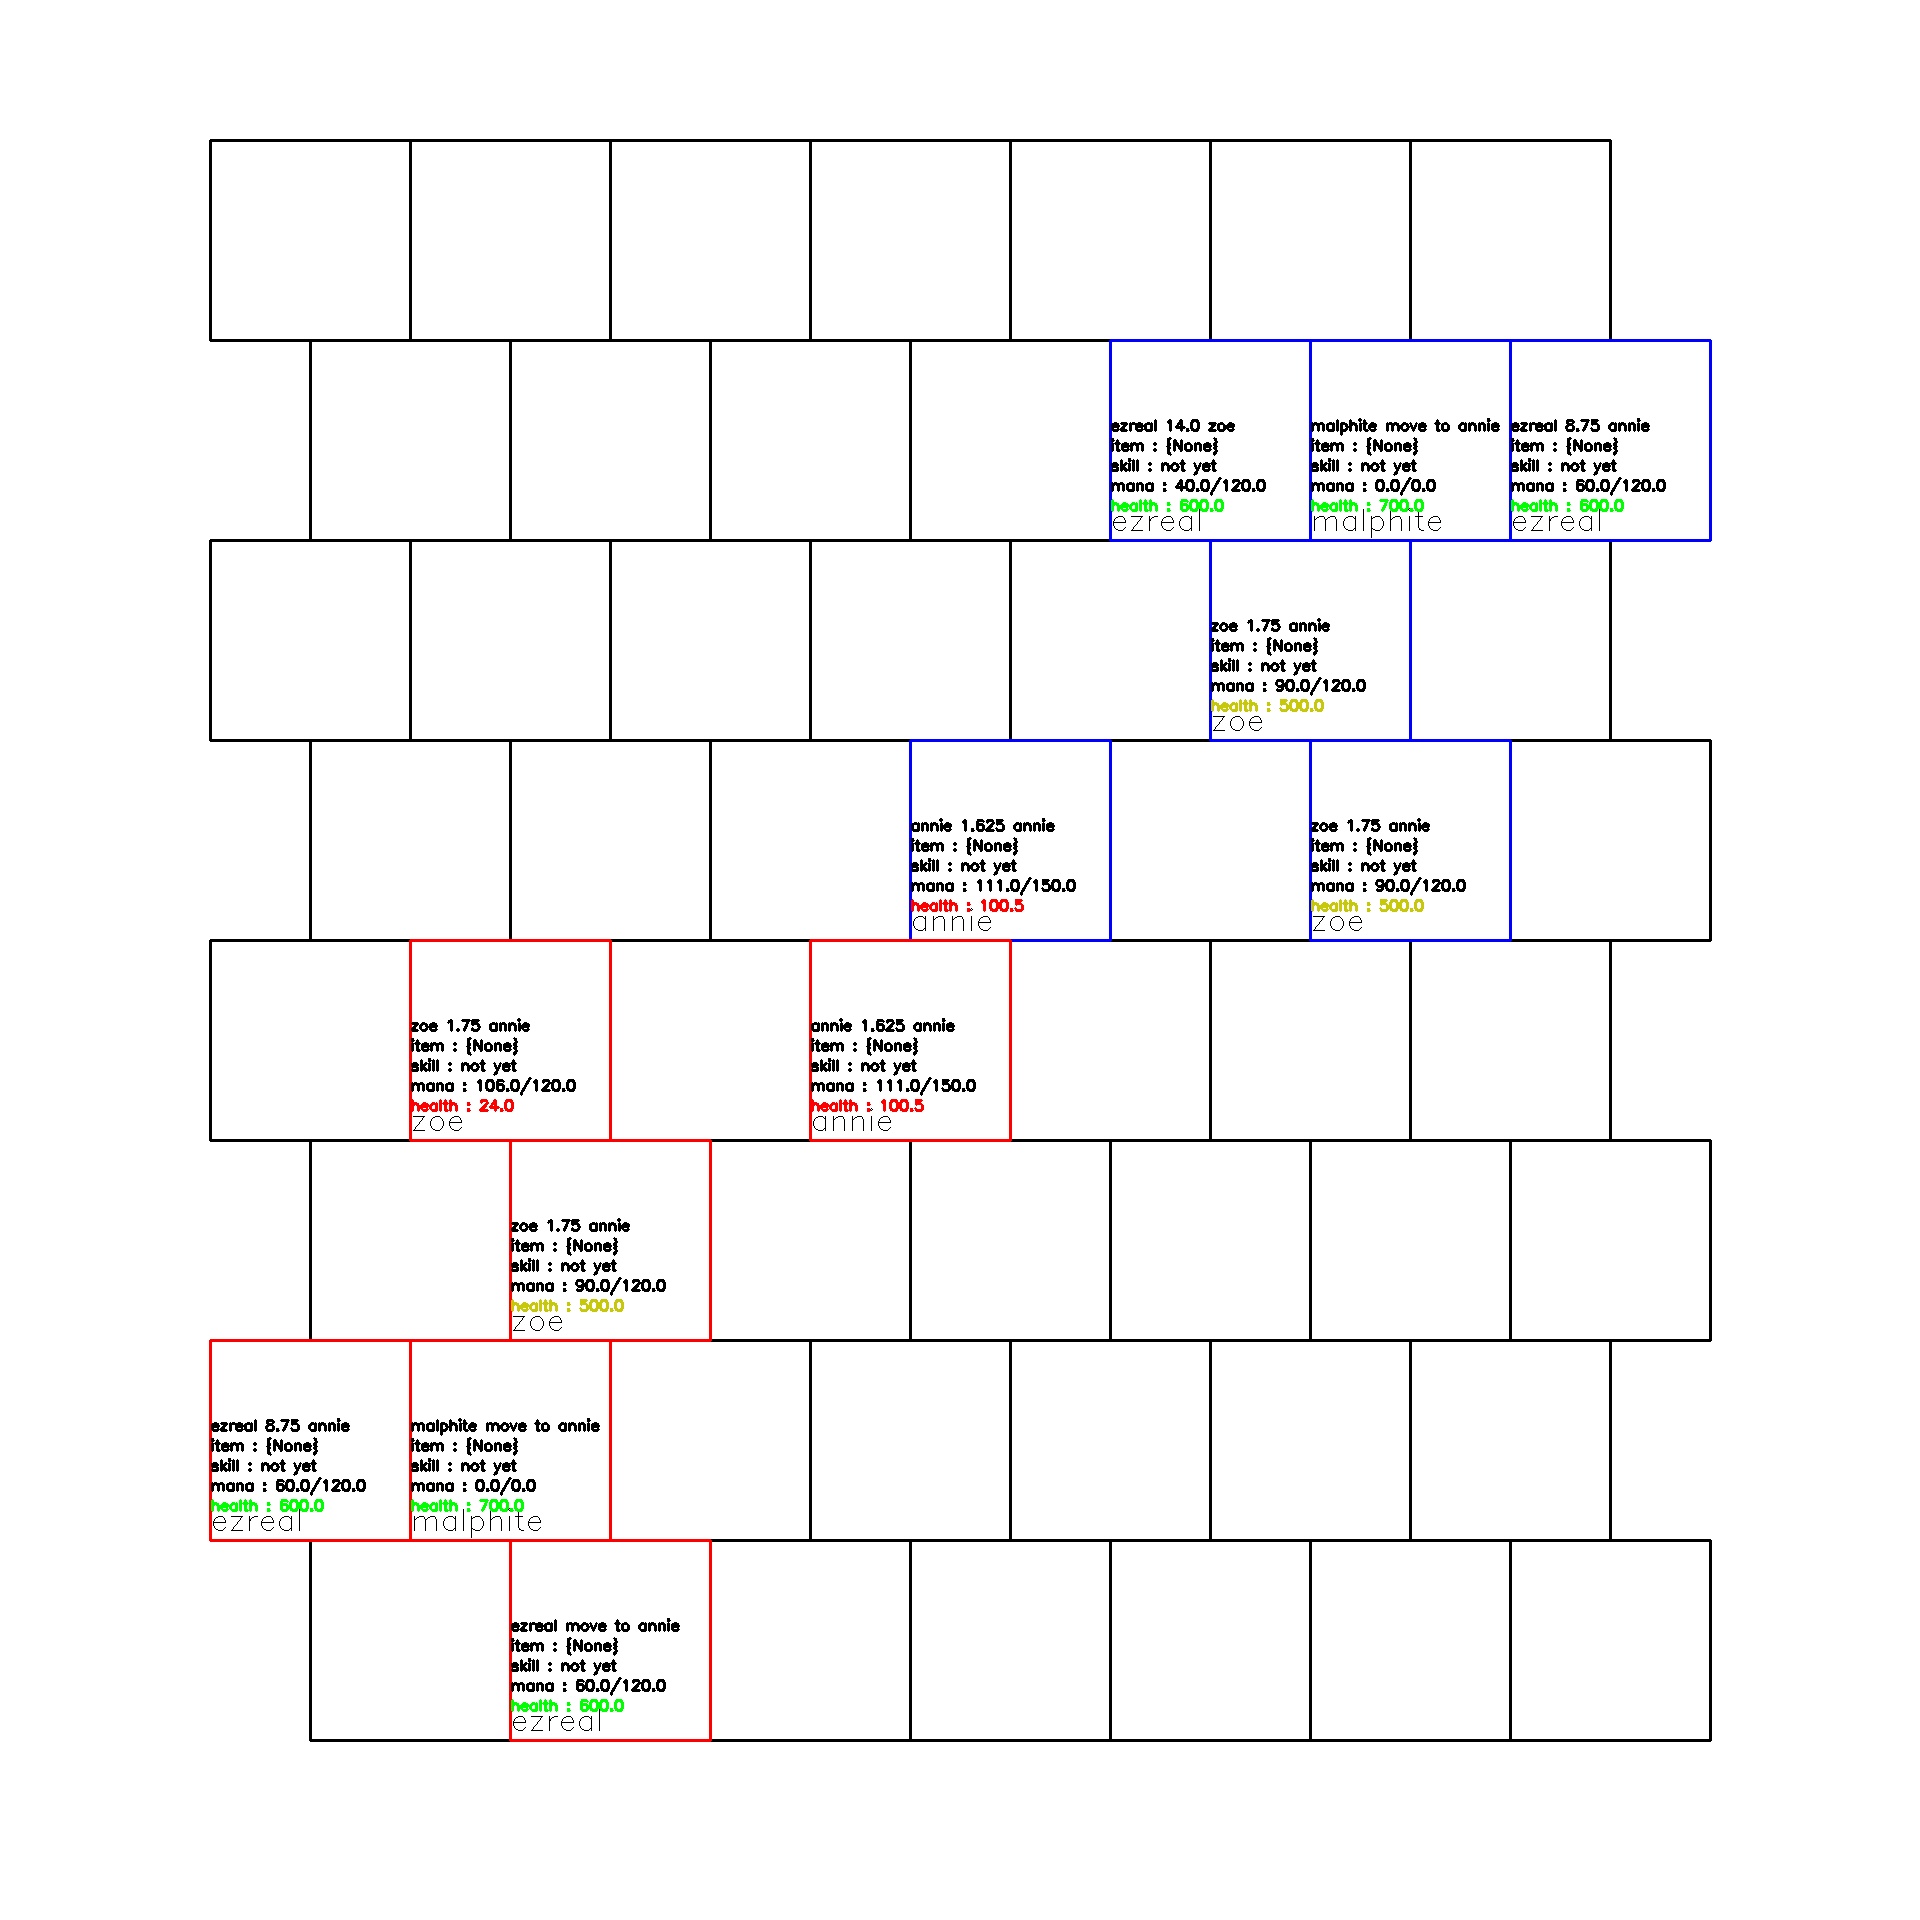 ezreal 14.0 zoe
item : {None}
skill : not yet
mana : 40.0/120.0
health : 600.0
ezreal
malphite move to annie
item : {None}
skill : not yet
mana : 0.0/0.0
health : 700.0
malphite
ezreal 8.75 annie
item : {None}
skill : not yet
mana : 60.0/120.0
health : 600.0
ezreal
zoe 1.75 annie
item : {None}
skill : not yet
mana : 90.0/120.0
health : 500.0
zoe
annie 1.625 annie
item : {None}
skill : not yet
mana : 111.0/150.0
health : 100.5
annie
zoe 1.75 annie
item : {None}
skill : not yet
mana : 90.0/120.0
health : 500.0
zoe
zoe 1.75 annie
item : {None}
skill : not yet
mana : 106.0/120.0
health : 24.0
zoe
annie 1.625 annie
item : {None}
skill : not yet
mana : 111.0/150.0
health : 100.5
annie
zoe 1.75 annie
item : {None}
skill : not yet
mana : 90.0/120.0
health : 500.0
zoe
ezreal 8.75 annie
item : {None}
skill : not yet
mana : 60.0/120.0
health : 600.0
ezreal
malphite move to annie
item : {None}
skill : not yet
mana : 0.0/0.0
health : 700.0
malphite
ezreal move to annie
item : {None}
skill : not yet
mana : 60.0/120.0
health : 600.0
ezreal